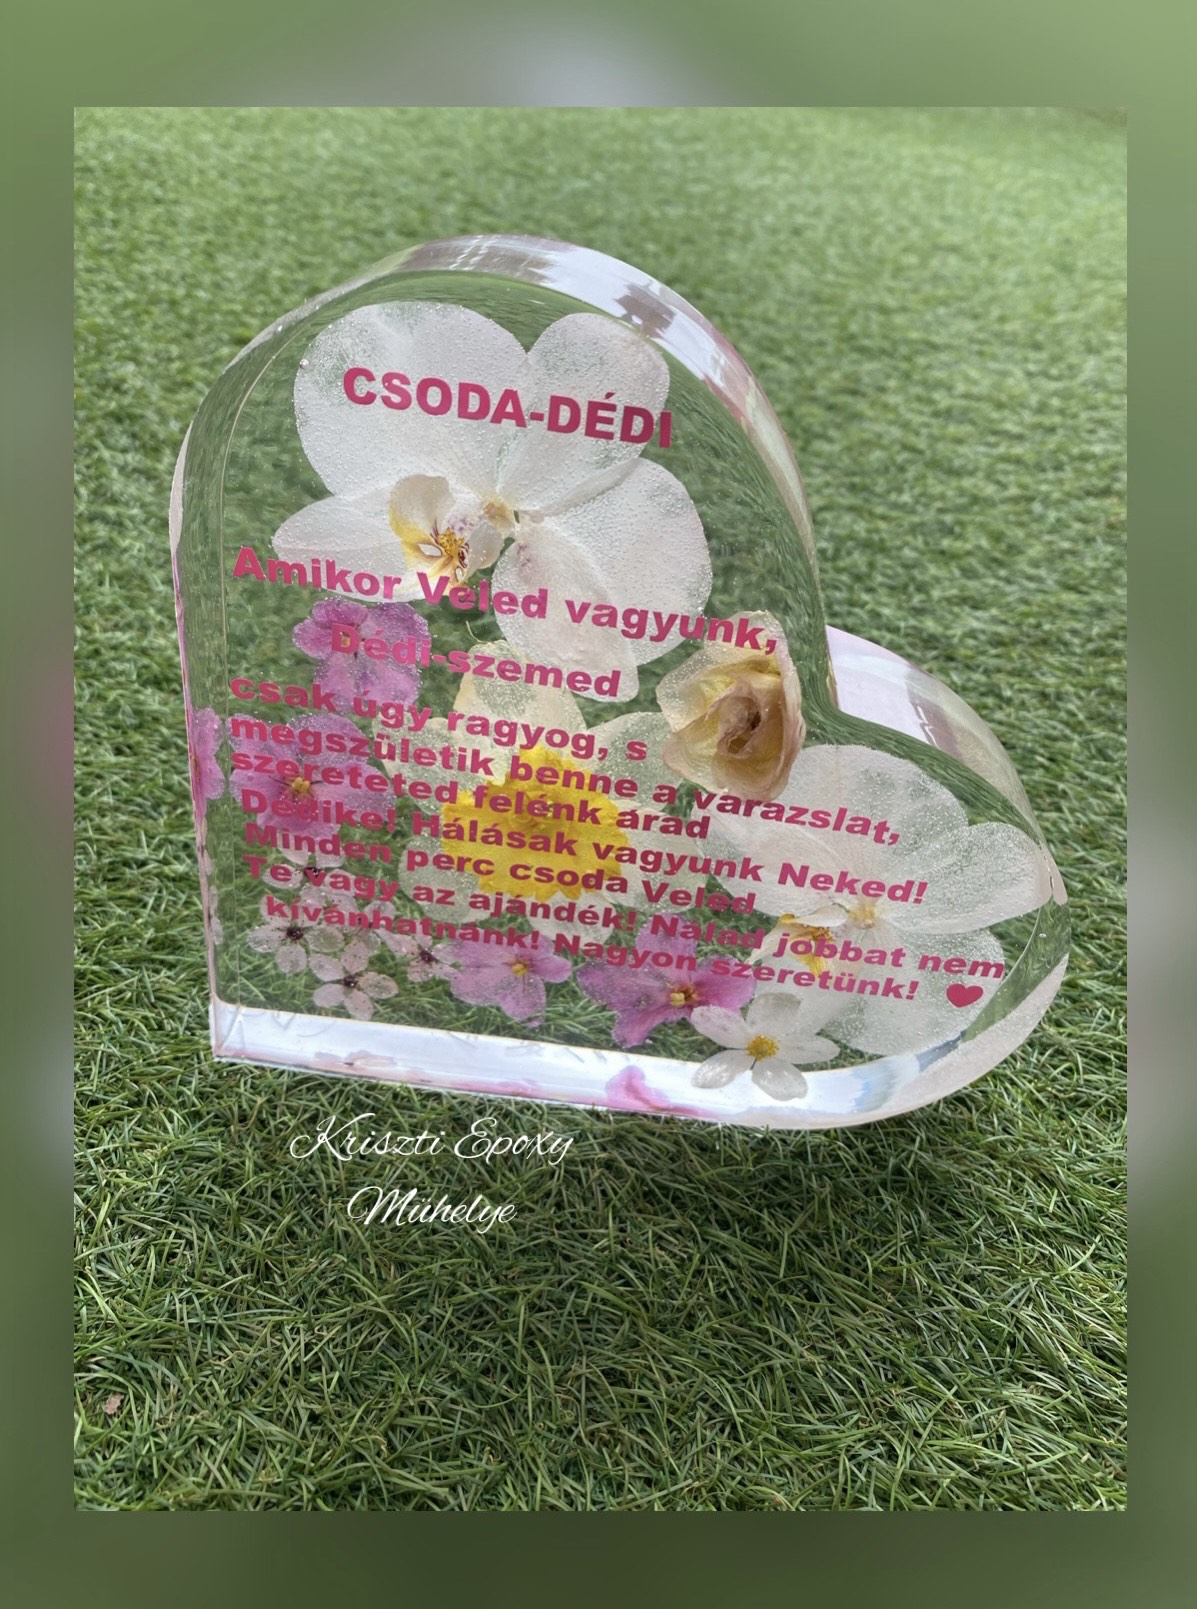 CSODA-DÉDI
Amikor Veled vagyunk,
Dédi-szemed
csak úgy ragyog, s
megszületik benne a varázslat,
szereteted felénk árad
Dédike! Hálásak vagyunk Neked!
Minden perc csoda Veled
Te vagy az ajándék! Nálad jobbat nem
kívánhatnánk! Nagyon szeretünk! ❤
Kriszti Epoxy
Mühelye